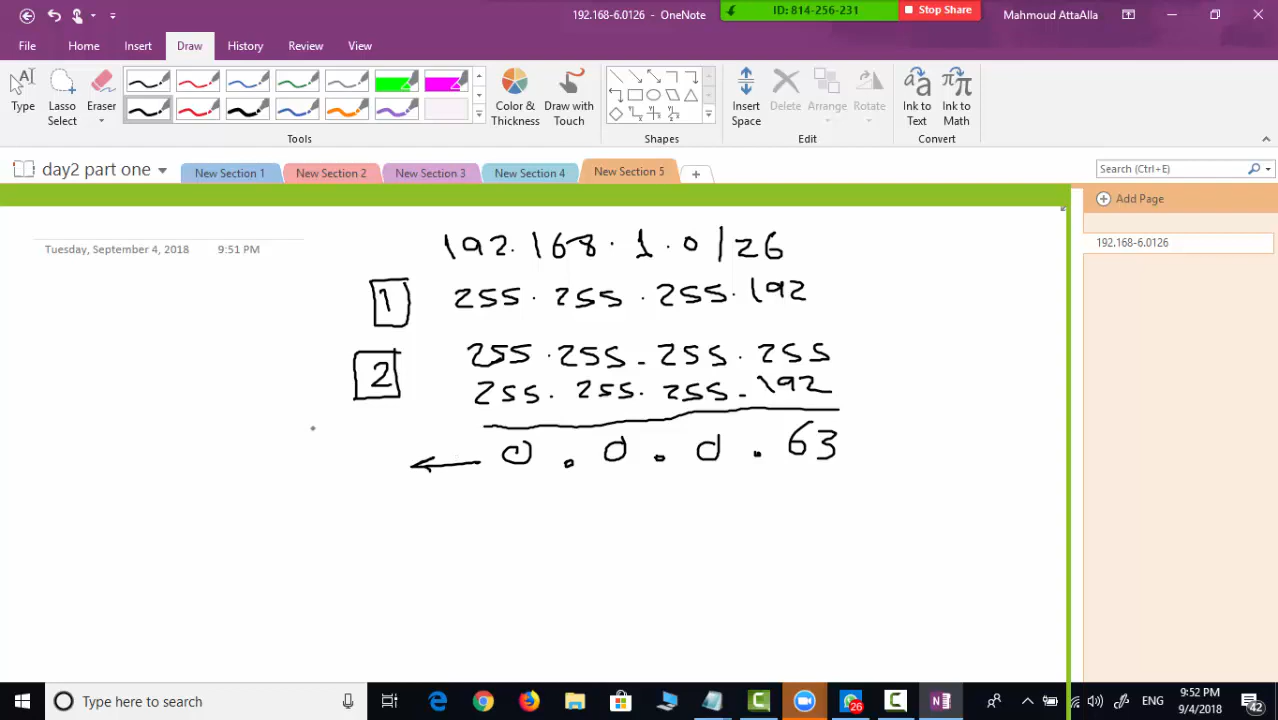 192.168-6.0126 - OneNote
ID: 814-256-231
Stop Share
Mahmoud AttaAlla
File Home Insert Draw History Review View
Type
Lasso Select
Eraser
Color & Thickness
Draw with Touch
Insert Space
Delete
Arrange
Rotate
Ink to Text
Ink to Math
Tools
Shapes
Edit
Convert
day2 part one
New Section 1
New Section 2
New Section 3
New Section 4
New Section 5
Search (Ctrl+E)
Add Page
192.168-6.0126
Tuesday, September 4, 2018 9:51 PM
192.168.1.0/26
1 255.255.255.192
2 255.255.255.255
255.255.255.192
0.0.0.63
Type here to search
26
ENG
9:52 PM
9/4/2018
42